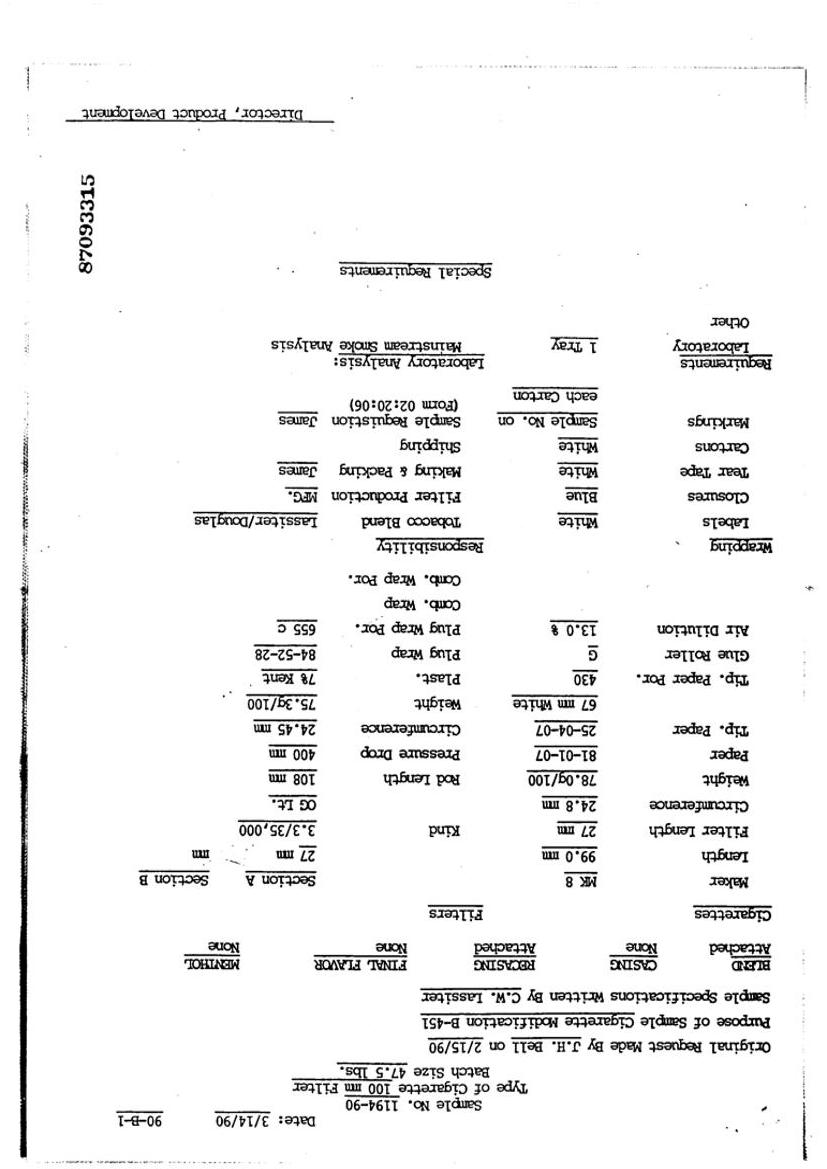 Date: 3/14/90 90-B-1
Sample No. 1194-90
Type of Cigarette 100 mm Filter
Batch Size 47.5 lbs.
Original Request Made By J.H. Bell on 2/15/90
Purpose of Sample Cigarette Modification B-451
Sample Specifications Written By C.W. Lassiter
BLEND CASING RECASING FINAL FLAVOR MENTHOL
Attached None Attached None None
Cigarettes Filters
Maker MK 8 Section A Section B
Length 99.0 mm 27 mm mm
Filter Length 27 mm Kind 3.3/35,000
Circumference 24.8 mm OG Lt.
Weight 78.0g/100 Rod Length 108 mm
Paper 81-01-07 Pressure Drop 400 mm
Tip. Paper 25-04-07 Circumference 24.45 mm
67 mm White Weight 75.3g/100
Tip. Paper Por. 430 Plast. 7% Kent
Glue Roller G Plug Wrap 84-52-28
Air Dilution 13.0 % Plug Wrap Por. 655 c
Comb. Wrap
Comb. Wrap Por.
Wrapping Responsibility
Labels White Tobacco Blend Lassiter/Douglas
Closures Blue Filter Production MFG.
Tear Tape White Making & Packing James
Cartons White Shipping
Markings Sample No. on Sample Requistion James
each Carton (Form 02:20:06)
Requirements Laboratory Analysis:
Laboratory 1 Tray Mainstream Smoke Analysis
Other
Special Requirements
87093315
Director, Product Development